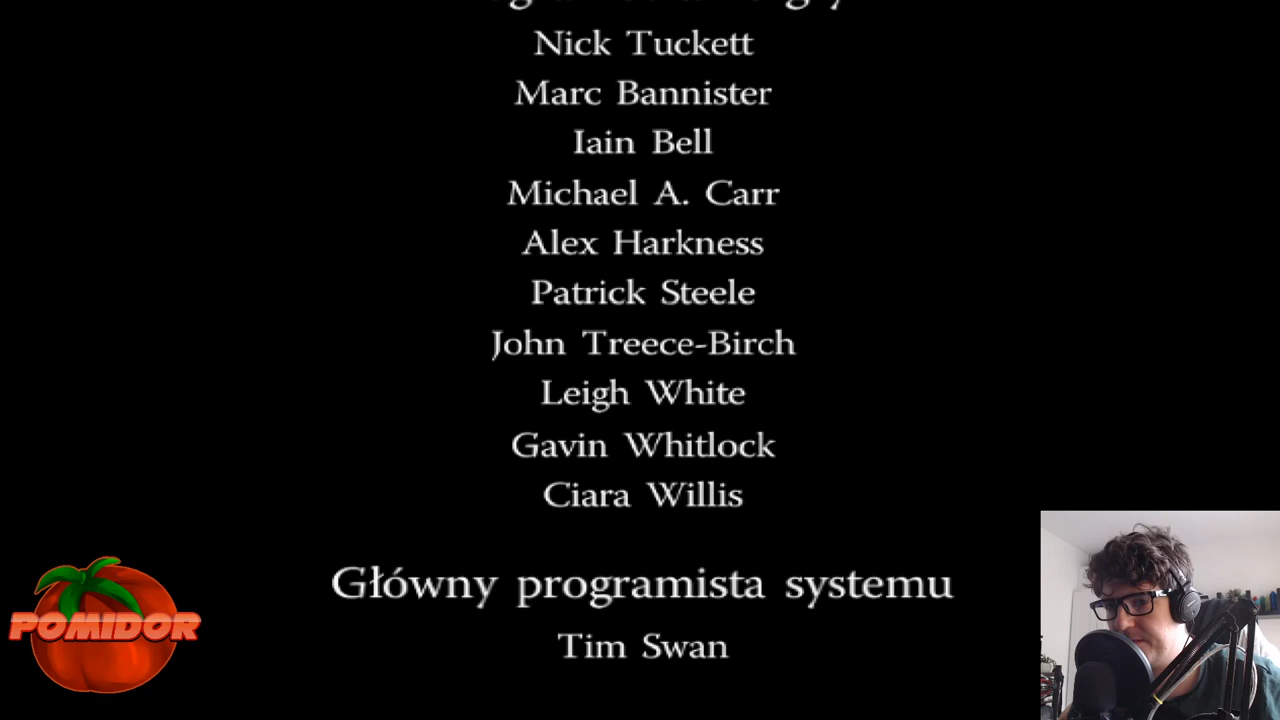 Nick Tuckett
Marc Bannister
Iain Bell
Michael A. Carr
Alex Harkness
Patrick Steele
John Treece-Birch
Leigh White
Gavin Whitlock
Ciara Willis
Główny programista systemu
Tim Swan
POMIDOR